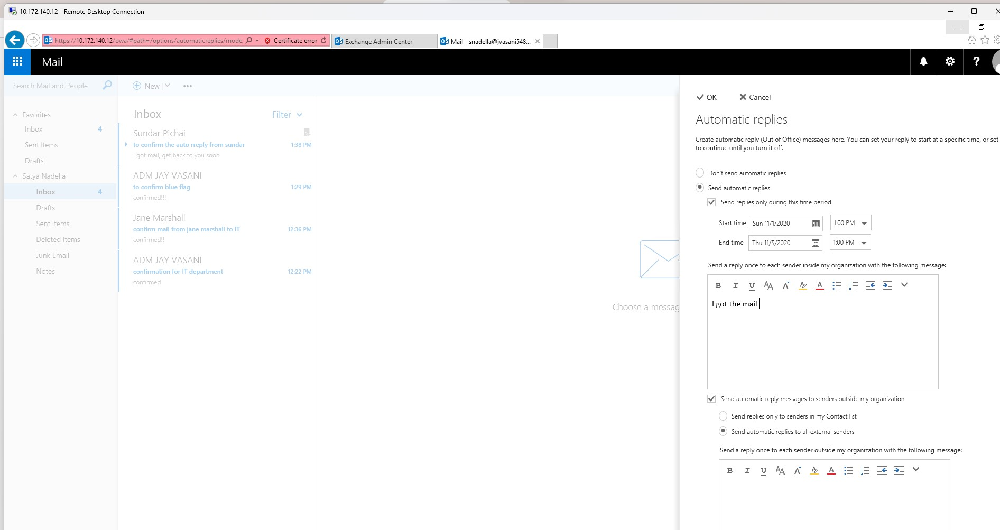 10.172.140.12 - Remote Desktop Connection
https://10.172.140.12/owa/#path=/options/automaticreplies/mode. Certificate error
Exchange Admin Center
Mail - snadella@jvasani548...
Mail
Search Mail and People
New
Favorites
Inbox 4
Sent Items
Drafts
Satya Nadella
Inbox 4
Drafts
Sent Items
Deleted Items
Junk Email
Notes
Inbox Filter
Sundar Pichai
to confirm the auto rreply from sundar 1:38 PM
I got mail, get back to you soon
ADM JAY VASANI
to confirm blue flag 1:29 PM
confirmed!!!
Jane Marshall
confirm mail from jane marshall to IT 12:36 PM
confirmed!!
ADM JAY VASANI
confirmation for IT department 12:22 PM
confirmed
Choose a messag
OK Cancel
Automatic replies
Create automatic reply (Out of Office) messages here. You can set your reply to start at a specific time, or set
to continue until you turn it off.
Don't send automatic replies
Send automatic replies
Send replies only during this time period
Start time Sun 11/1/2020 1:00 PM
End time Thu 11/5/2020 1:00 PM
Send a reply once to each sender inside my organization with the following message:
I got the mail
Send automatic reply messages to senders outside my organization
Send replies only to senders in my Contact list
Send automatic replies to all external senders
Send a reply once to each sender outside my organization with the following message: